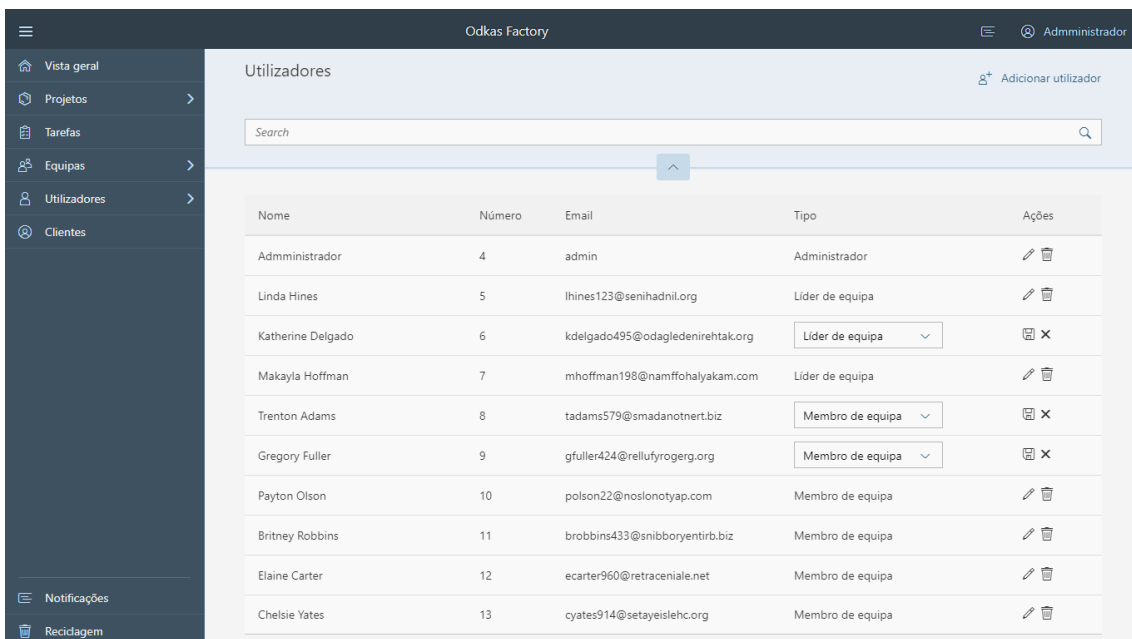 Odkas Factory
Admministrador
Vista geral
Projetos
Tarefas
Equipas
Utilizadores
Clientes
Notificações
Reciclagem
Utilizadores
Adicionar utilizador
Search
Nome Número Email Tipo Ações
Admministrador 4 admin Administrador
Linda Hines 5 lhines123@senihadnil.org Líder de equipa
Katherine Delgado 6 kdelgado495@odagledenirehtak.org Líder de equipa
Makayla Hoffman 7 mhoffman198@namffohalyakam.com Líder de equipa
Trenton Adams 8 tadams579@smadanotnert.biz Membro de equipa
Gregory Fuller 9 gfuller424@rellufyrogerg.org Membro de equipa
Payton Olson 10 polson22@noslonotyap.com Membro de equipa
Britney Robbins 11 brobbins433@snibboryentirb.biz Membro de equipa
Elaine Carter 12 ecarter960@retraceniale.net Membro de equipa
Chelsie Yates 13 cyates914@setayeislehc.org Membro de equipa